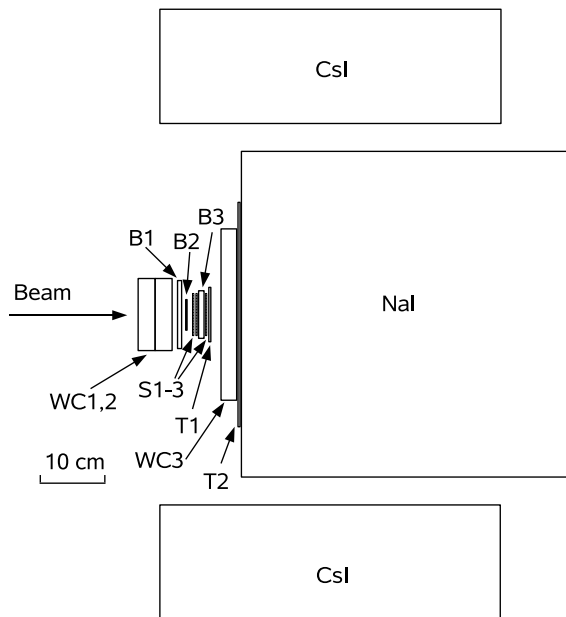 CsI
B3
B1
B2
Beam
NaI
S1-3
WC1,2
T1
WC3
10 cm
T2
CsI